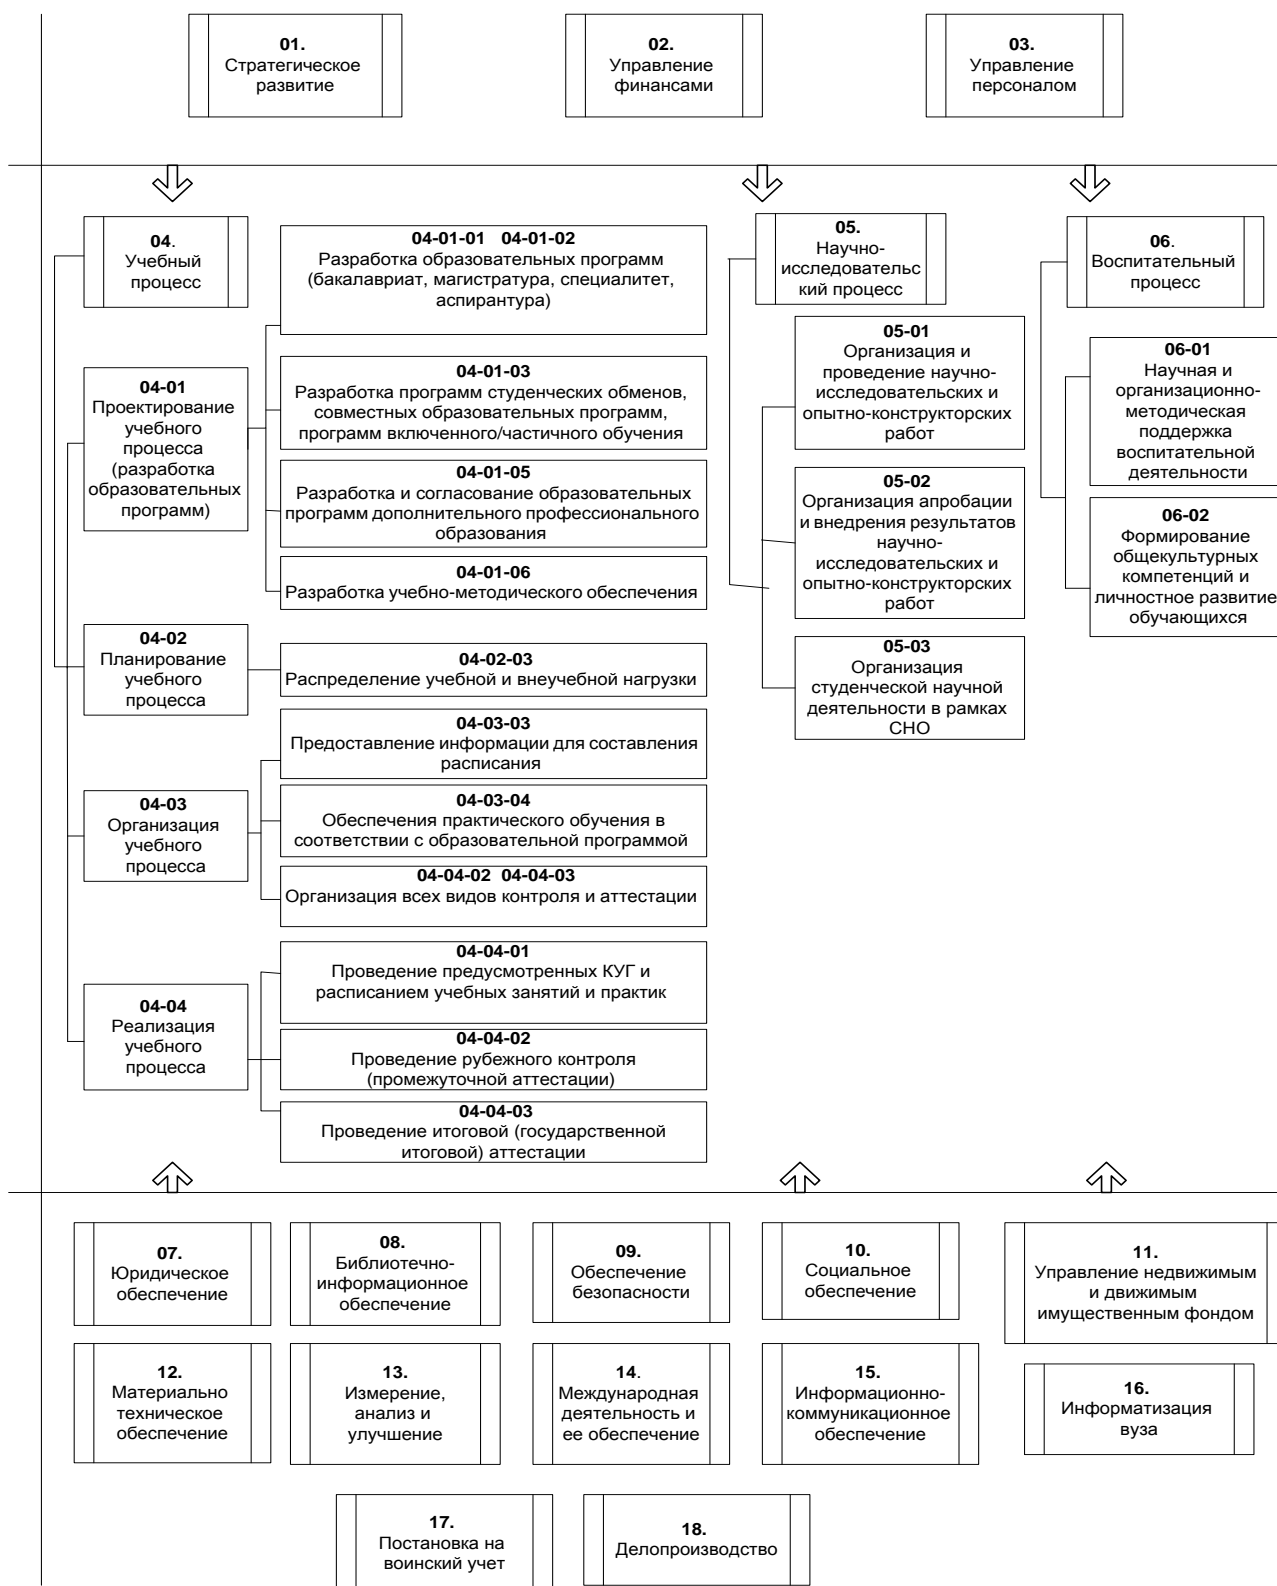 01.
Стратегическое
развитие
02.
Управление
финансами
03.
Управление
персоналом
04.
Учебный
процесс
04-01-01 04-01-02
Разработка образовательных программ
(бакалавриат, магистратура, специалитет,
аспирантура)
04-01
Проектирование
учебного
процесса
(разработка
образовательных
программ)
04-01-03
Разработка программ студенческих обменов,
совместных образовательных программ,
программ включенного/частичного обучения
04-01-05
Разработка и согласование образовательных
программ дополнительного профессионального
образования
04-01-06
Разработка учебно-методического обеспечения
04-02
Планирование
учебного
процесса
04-02-03
Распределение учебной и внеучебной нагрузки
04-03-03
Предоставление информации для составления
расписания
04-03
Организация
учебного
процесса
04-03-04
Обеспечения практического обучения в
соответствии с образовательной программой
04-04-02 04-04-03
Организация всех видов контроля и аттестации
04-04
Реализация
учебного
процесса
04-04-01
Проведение предусмотренных КУГ и
расписанием учебных занятий и практик
04-04-02
Проведение рубежного контроля
(промежуточной аттестации)
04-04-03
Проведение итоговой (государственной
итоговой) аттестации
05.
Научно-
исследовательс
кий процесс
05-01
Организация и
проведение научно-
исследовательских и
опытно-конструкторских
работ
05-02
Организация апробации
и внедрения результатов
научно-
исследовательских и
опытно-конструкторских
работ
05-03
Организация
студенческой научной
деятельности в рамках
СНО
06.
Воспитательный
процесс
06-01
Научная и
организационно-
методическая
поддержка
воспитательной
деятельности
06-02
Формирование
общекультурных
компетенций и
личностное развитие
обучающихся
07.
Юридическое
обеспечение
08.
Библиотечно-
информационное
обеспечение
09.
Обеспечение
безопасности
10.
Социальное
обеспечение
11.
Управление недвижимым
и движимым
имущественным фондом
12.
Материально
техническое
обеспечение
13.
Измерение,
анализ и
улучшение
14.
Международная
деятельность и
ее обеспечение
15.
Информационно-
коммуникационное
обеспечение
16.
Информатизация
вуза
17.
Постановка на
воинский учет
18.
Делопроизводство